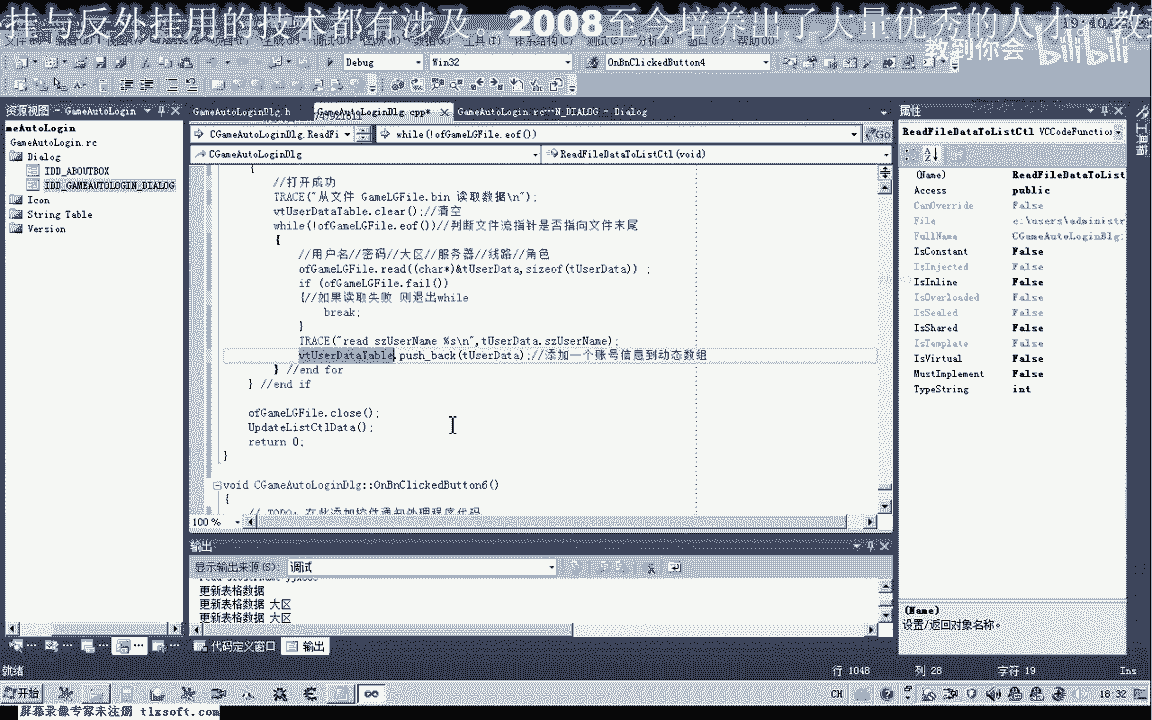 挂与反外挂用的技术都有涉及 2008至今培养出了大量优秀的人才 教
教到你会 bilibili
Debug Win32 OnBnClickedButton4
资源视图 - GameAutoLogin
meAutoLogin
GameAutoLogin.rc
Dialog
IDD_ABOUTBOX
IDD_GAMEAUTOLOGIN_DIALOG
Icon
String Table
Version
GameAutoLoginDlg.h GameAutoLoginDlg.cpp* GameAutoLogin.rc
N_DIALOG - Dialog
CGameAutoLoginDlg.ReadFi while(!ofGameLGFile.eof()) Go
CGameAutoLoginDlg ReadFileDataToListCtl(void)
{
//打开成功
TRACE("从文件 GameLGFile.bin 读取数据\n");
vtUserDataTable.clear();//清空
while(!ofGameLGFile.eof())//判断文件流指针是否指向文件末尾
{
//用户名//密码//大区//服务器//线路//角色
ofGameLGFile.read((char*)&tUserData,sizeof(tUserData)) ;
if (ofGameLGFile.fail())
{//如果读取失败 则退出while
break;
}
TRACE("read szUserName %s\n",tUserData.szUserName);
vtUserDataTable.push_back(tUserData);//添加一个账号信息到动态数组
} //end for
} //end if
ofGameLGFile.close();
UpdateListCtlData();
return 0;
}
void CGameAutoLoginDlg::OnBnClickedButton6()
{
// TODO: 在此添加控件通知处理程序代码
100 %
输出
显示输出来源(S): 调试
更新表格数据
更新表格数据 大区
更新表格数据 大区
代码定义窗口 输出
属性
ReadFileDataToListCtl VCCodeFunction
(Name) ReadFileDataToList
Access public
CanOverride False
File c:\users\administr
FullName CGameAutoLoginDlg:
IsConstant False
IsInjected False
IsInline False
IsOverloaded False
IsSealed False
IsShared False
IsTemplate False
IsVirtual False
MustImplement False
TypeString int
(Name)
设置/返回对象名称。
工具箱
就绪 行 1048 列 28 字符 19 Ins
开始 CH 18:32
屏幕录像专家未注册 tlxsoft.com